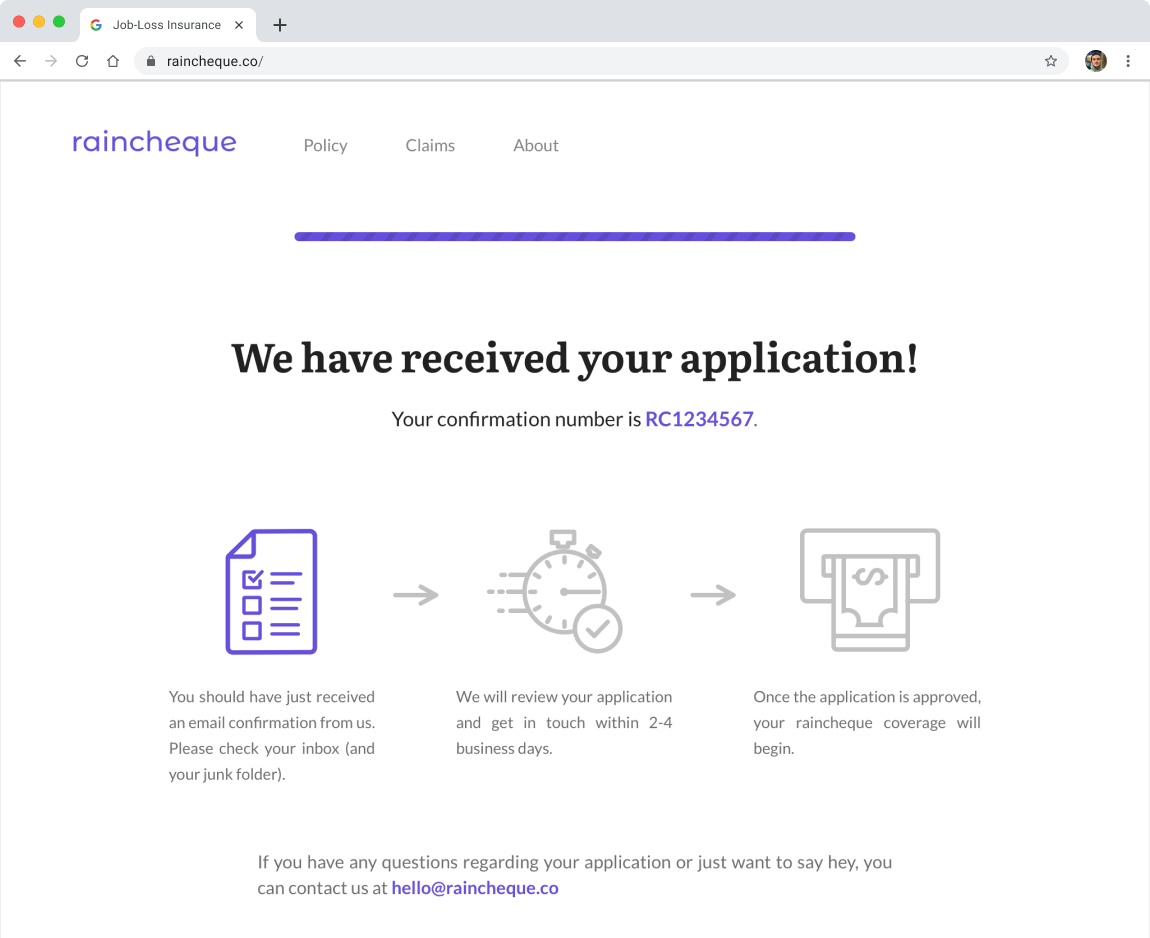 Job-Loss Insurance
raincheque.co/
raincheque
Policy
Claims
About
We have received your application!
Your confirmation number is RC1234567.
You should have just received
an email confirmation from us.
Please check your inbox (and
your junk folder).
We will review your application
and get in touch within 2-4
business days.
Once the application is approved,
your raincheque coverage will
begin.
If you have any questions regarding your application or just want to say hey, you
can contact us at hello@raincheque.co